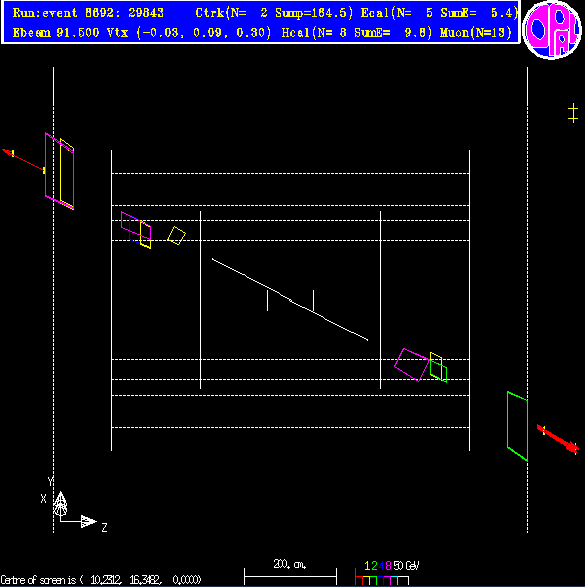 Run:event 8692: 29843 Ctrk(N= 2 Sump=184.5) Ecal(N= 5 SumE= 5.4)
Ebeam 91.500 Vtx (-0.03, 0.09, 0.30) Hcal(N= 8 SumE= 9.8) Muon(N=13)
OPAL
Y
X
Z
200. cm.
1 2 4 8 50 GeV
Centre of screen is ( 10.2312, 16.3482, 0.0000)